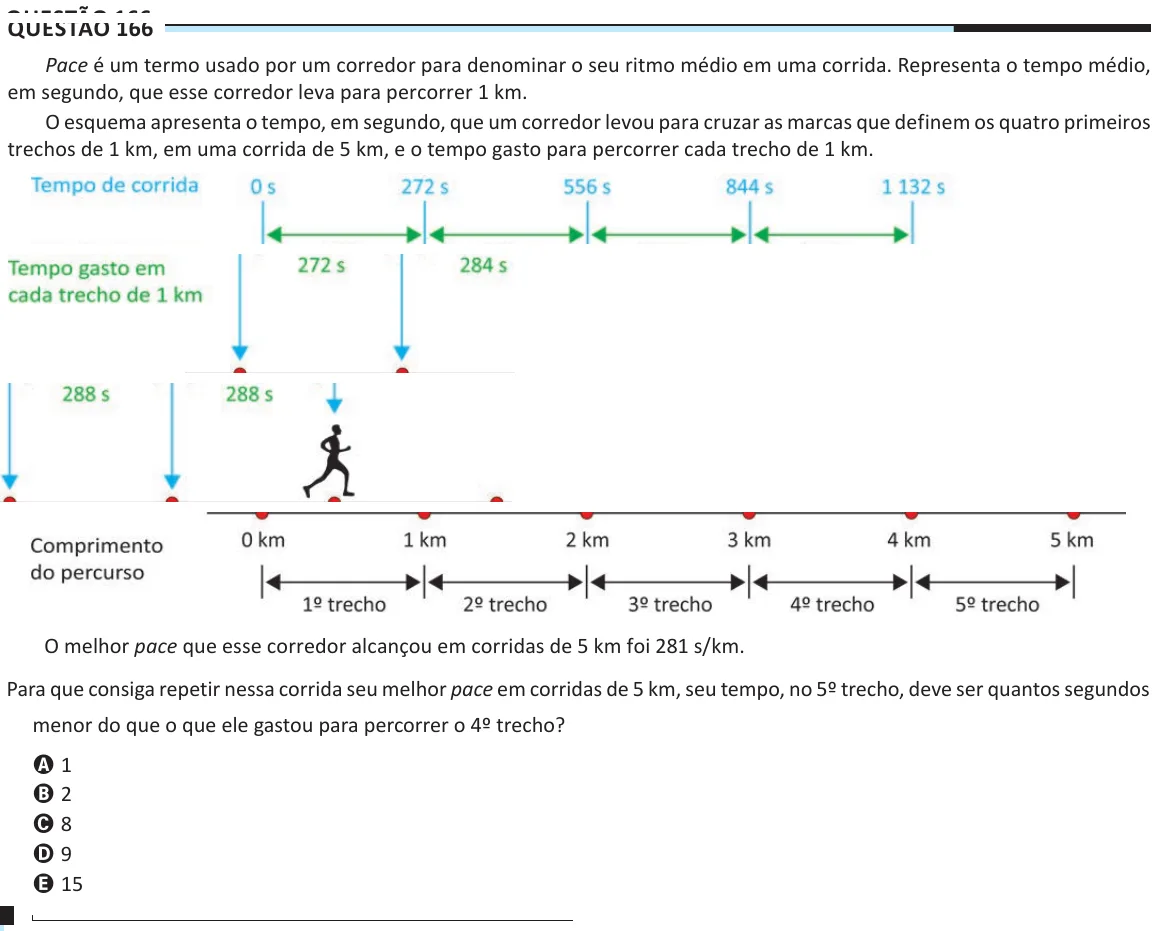 QUESTÃO 166
QUESTÃO 166
Pace é um termo usado por um corredor para denominar o seu ritmo médio em uma corrida. Representa o tempo médio,
em segundo, que esse corredor leva para percorrer 1 km.
O esquema apresenta o tempo, em segundo, que um corredor levou para cruzar as marcas que definem os quatro primeiros
trechos de 1 km, em uma corrida de 5 km, e o tempo gasto para percorrer cada trecho de 1 km.
Tempo de corrida 0 s 272 s 556 s 844 s 1 132 s
Tempo gasto em 272 s 284 s
cada trecho de 1 km
288 s 288 s
0 km 1 km 2 km 3 km 4 km 5 km
Comprimento
do percurso
1º trecho 2º trecho 3º trecho 4º trecho 5º trecho
O melhor pace que esse corredor alcançou em corridas de 5 km foi 281 s/km.
Para que consiga repetir nessa corrida seu melhor pace em corridas de 5 km, seu tempo, no 5º trecho, deve ser quantos segundos
menor do que o que ele gastou para percorrer o 4º trecho?
A 1
B 2
C 8
D 9
E 15